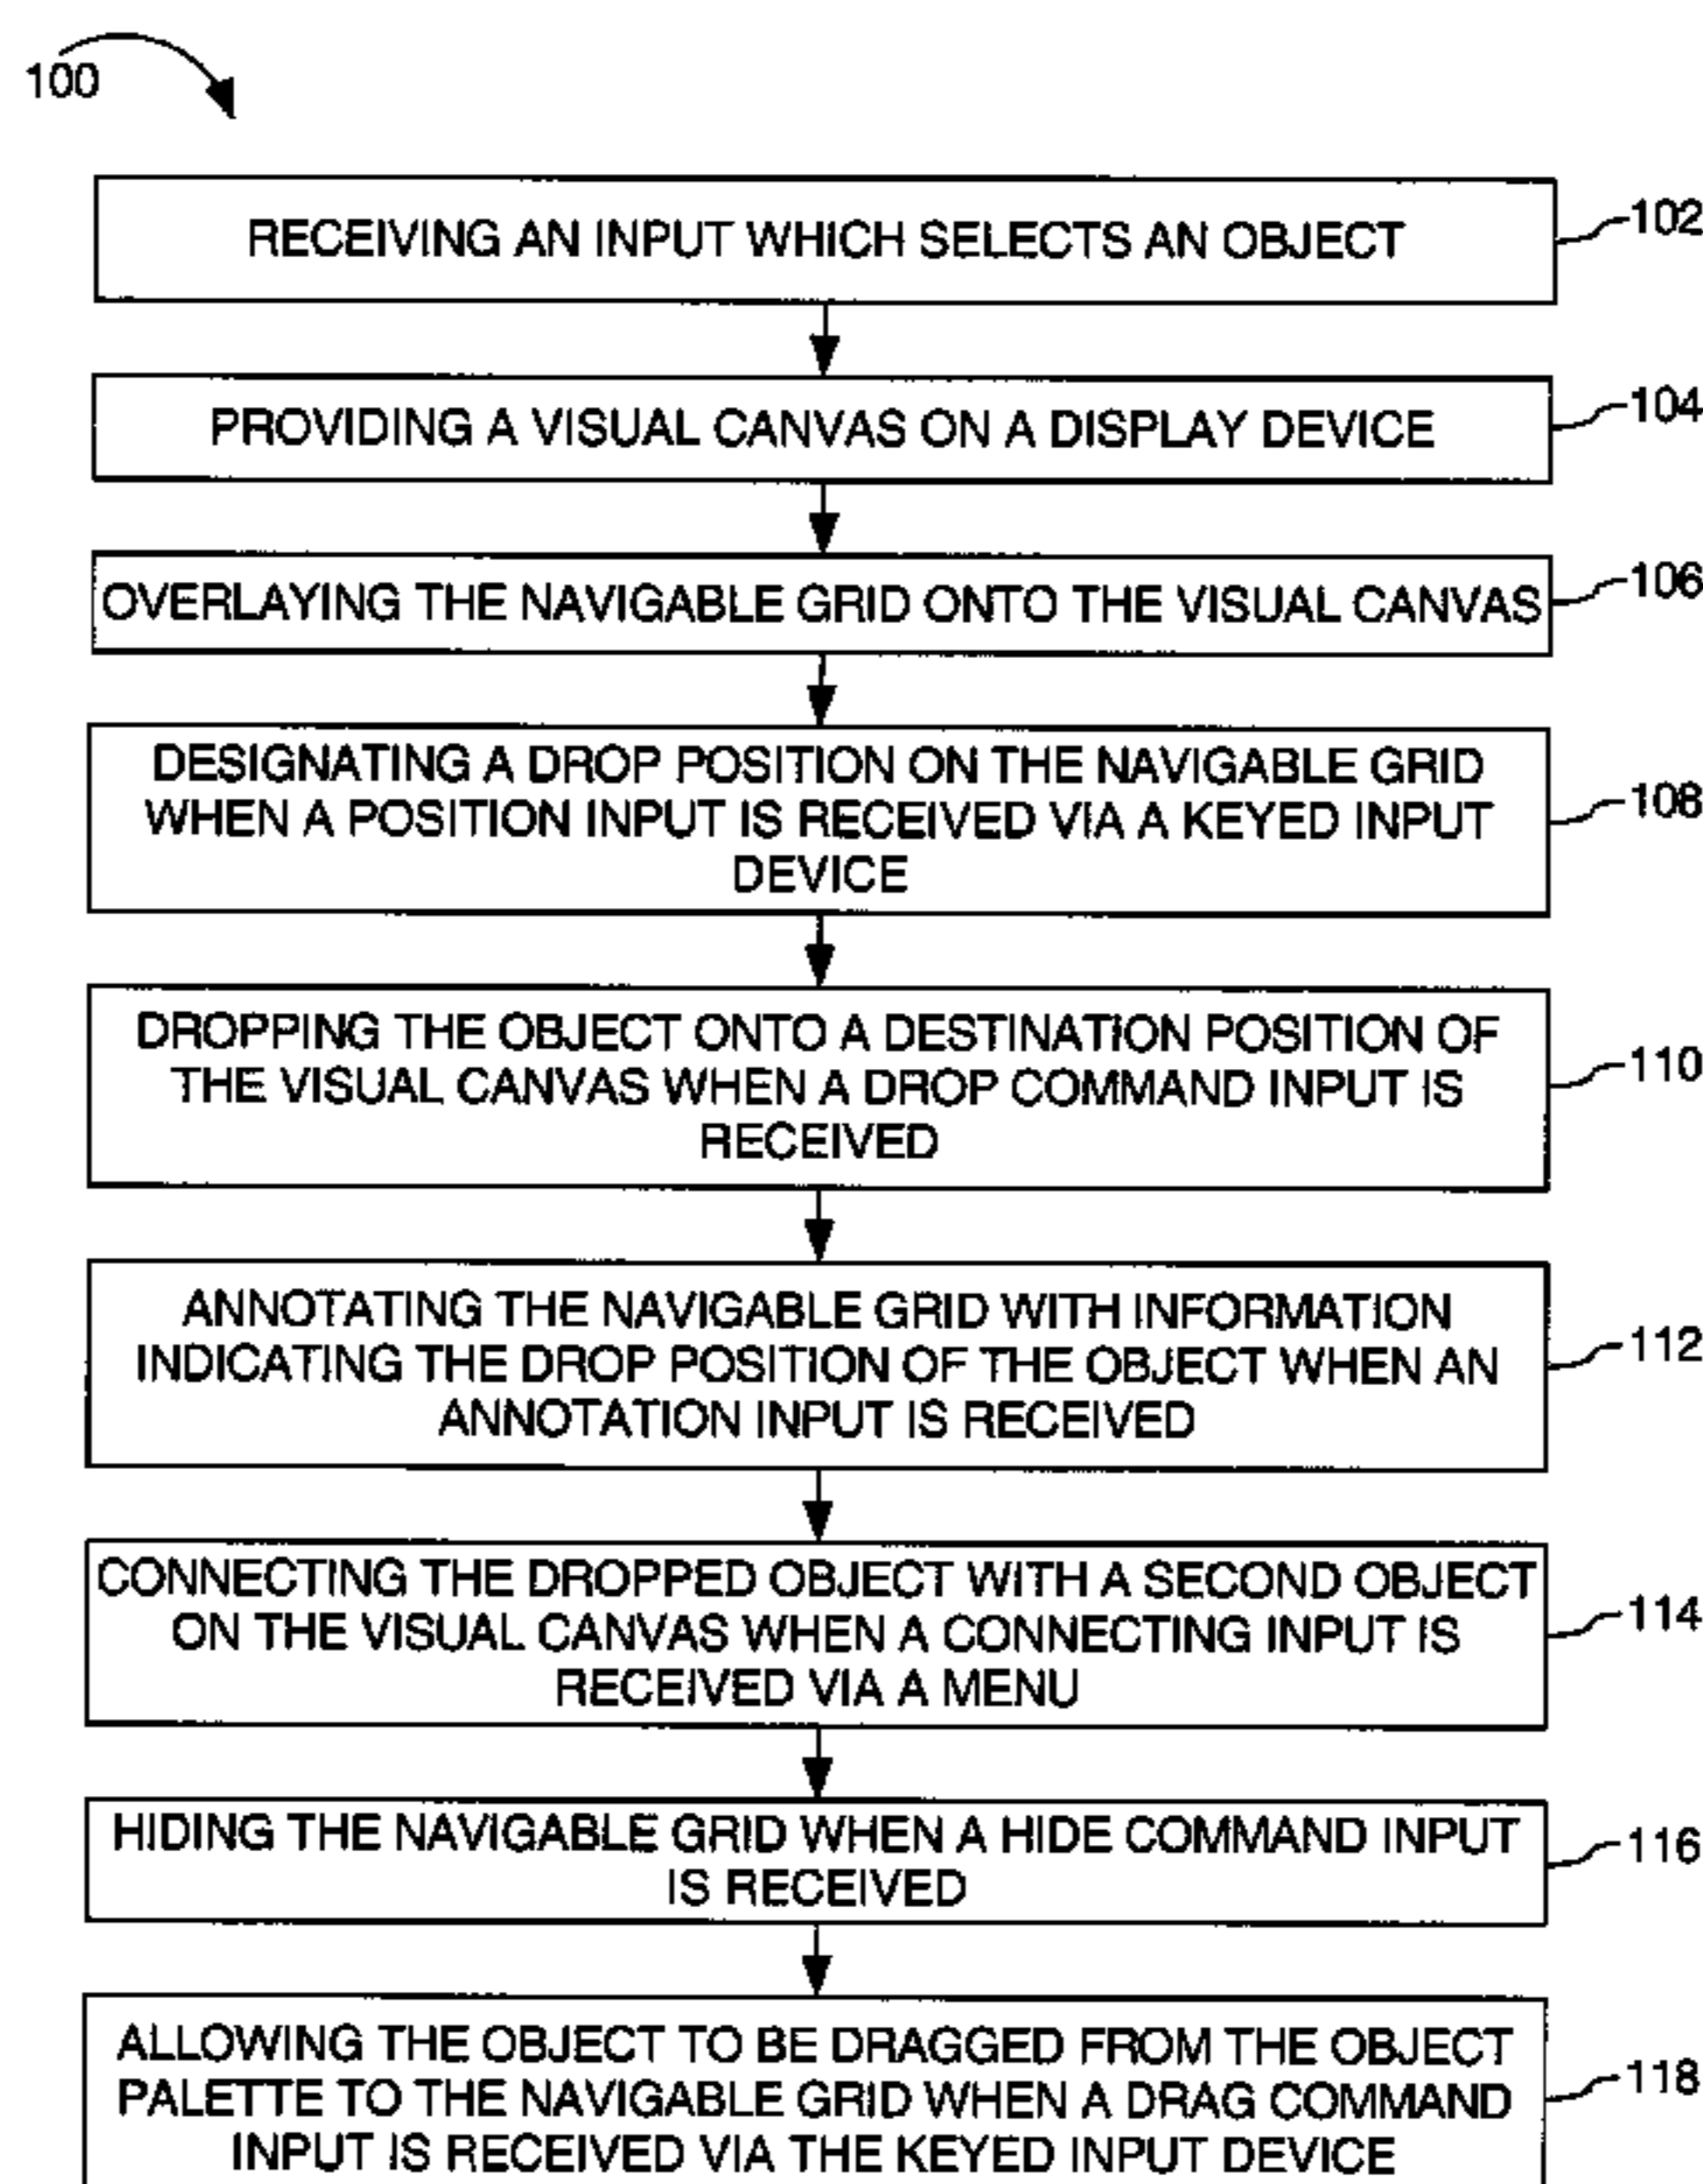 100
RECEIVING AN INPUT WHICH SELECTS AN OBJECT
102
PROVIDING A VISUAL CANVAS ON A DISPLAY DEVICE
104
OVERLAYING THE NAVIGABLE GRID ONTO THE VISUAL CANVAS
106
DESIGNATING A DROP POSITION ON THE NAVIGABLE GRID
WHEN A POSITION INPUT IS RECEIVED VIA A KEYED INPUT
DEVICE
108
DROPPING THE OBJECT ONTO A DESTINATION POSITION OF
THE VISUAL CANVAS WHEN A DROP COMMAND INPUT IS
RECEIVED
110
ANNOTATING THE NAVIGABLE GRID WITH INFORMATION
INDICATING THE DROP POSITION OF THE OBJECT WHEN AN
ANNOTATION INPUT IS RECEIVED
112
CONNECTING THE DROPPED OBJECT WITH A SECOND OBJECT
ON THE VISUAL CANVAS WHEN A CONNECTING INPUT IS
RECEIVED VIA A MENU
114
HIDING THE NAVIGABLE GRID WHEN A HIDE COMMAND INPUT
IS RECEIVED
116
ALLOWING THE OBJECT TO BE DRAGGED FROM THE OBJECT
PALETTE TO THE NAVIGABLE GRID WHEN A DRAG COMMAND
INPUT IS RECEIVED VIA THE KEYED INPUT DEVICE
118